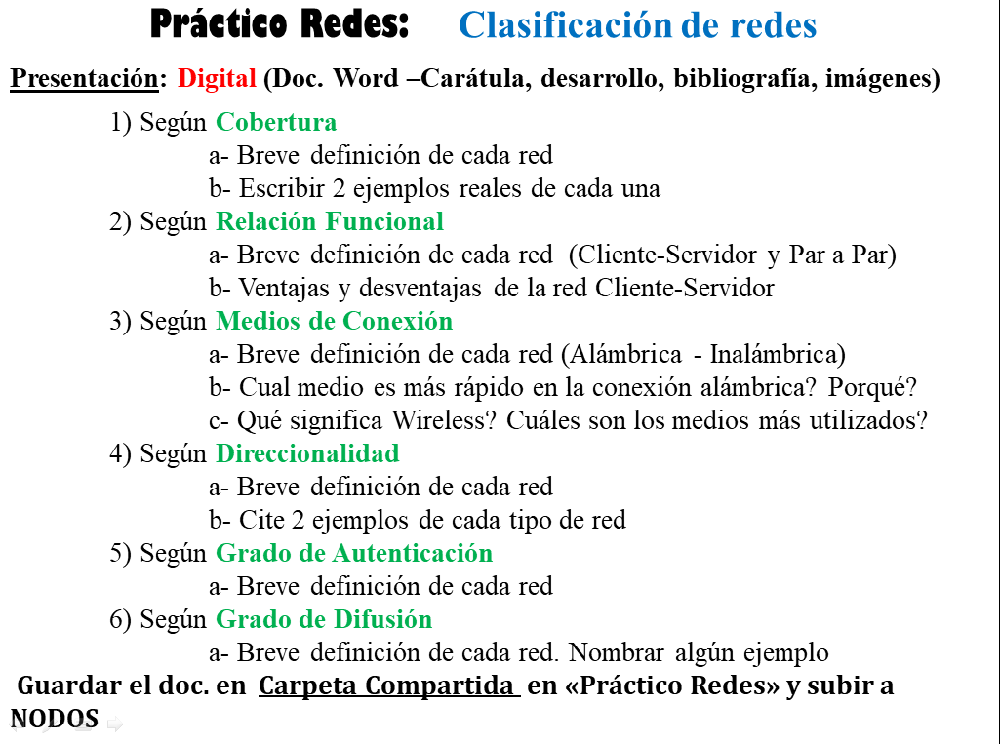 Práctico Redes: Clasificación de redes
Presentación: Digital (Doc. Word –Carátula, desarrollo, bibliografía, imágenes)
1) Según Cobertura
a- Breve definición de cada red
b- Escribir 2 ejemplos reales de cada una
2) Según Relación Funcional
a- Breve definición de cada red (Cliente-Servidor y Par a Par)
b- Ventajas y desventajas de la red Cliente-Servidor
3) Según Medios de Conexión
a- Breve definición de cada red (Alámbrica - Inalámbrica)
b- Cual medio es más rápido en la conexión alámbrica? Porqué?
c- Qué significa Wireless? Cuáles son los medios más utilizados?
4) Según Direccionalidad
a- Breve definición de cada red
b- Cite 2 ejemplos de cada tipo de red
5) Según Grado de Autenticación
a- Breve definición de cada red
6) Según Grado de Difusión
a- Breve definición de cada red. Nombrar algún ejemplo
Guardar el doc. en Carpeta Compartida en «Práctico Redes» y subir a
NODOS